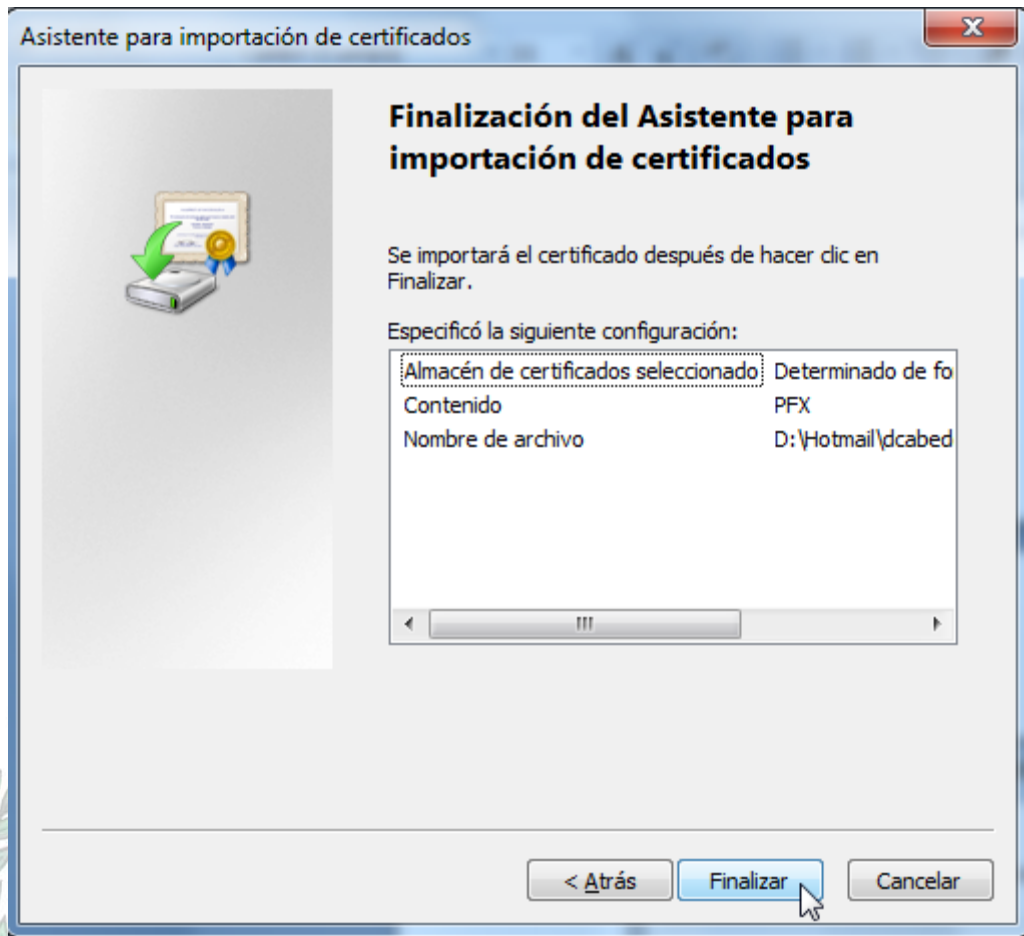 Asistente para importación de certificados
Finalización del Asistente para
importación de certificados
Se importará el certificado después de hacer clic en
Finalizar.
Especificó la siguiente configuración:
Almacén de certificados seleccionado Determinado de fo
Contenido PFX
Nombre de archivo D:\Hotmail\dcabed
< Atrás Finalizar Cancelar